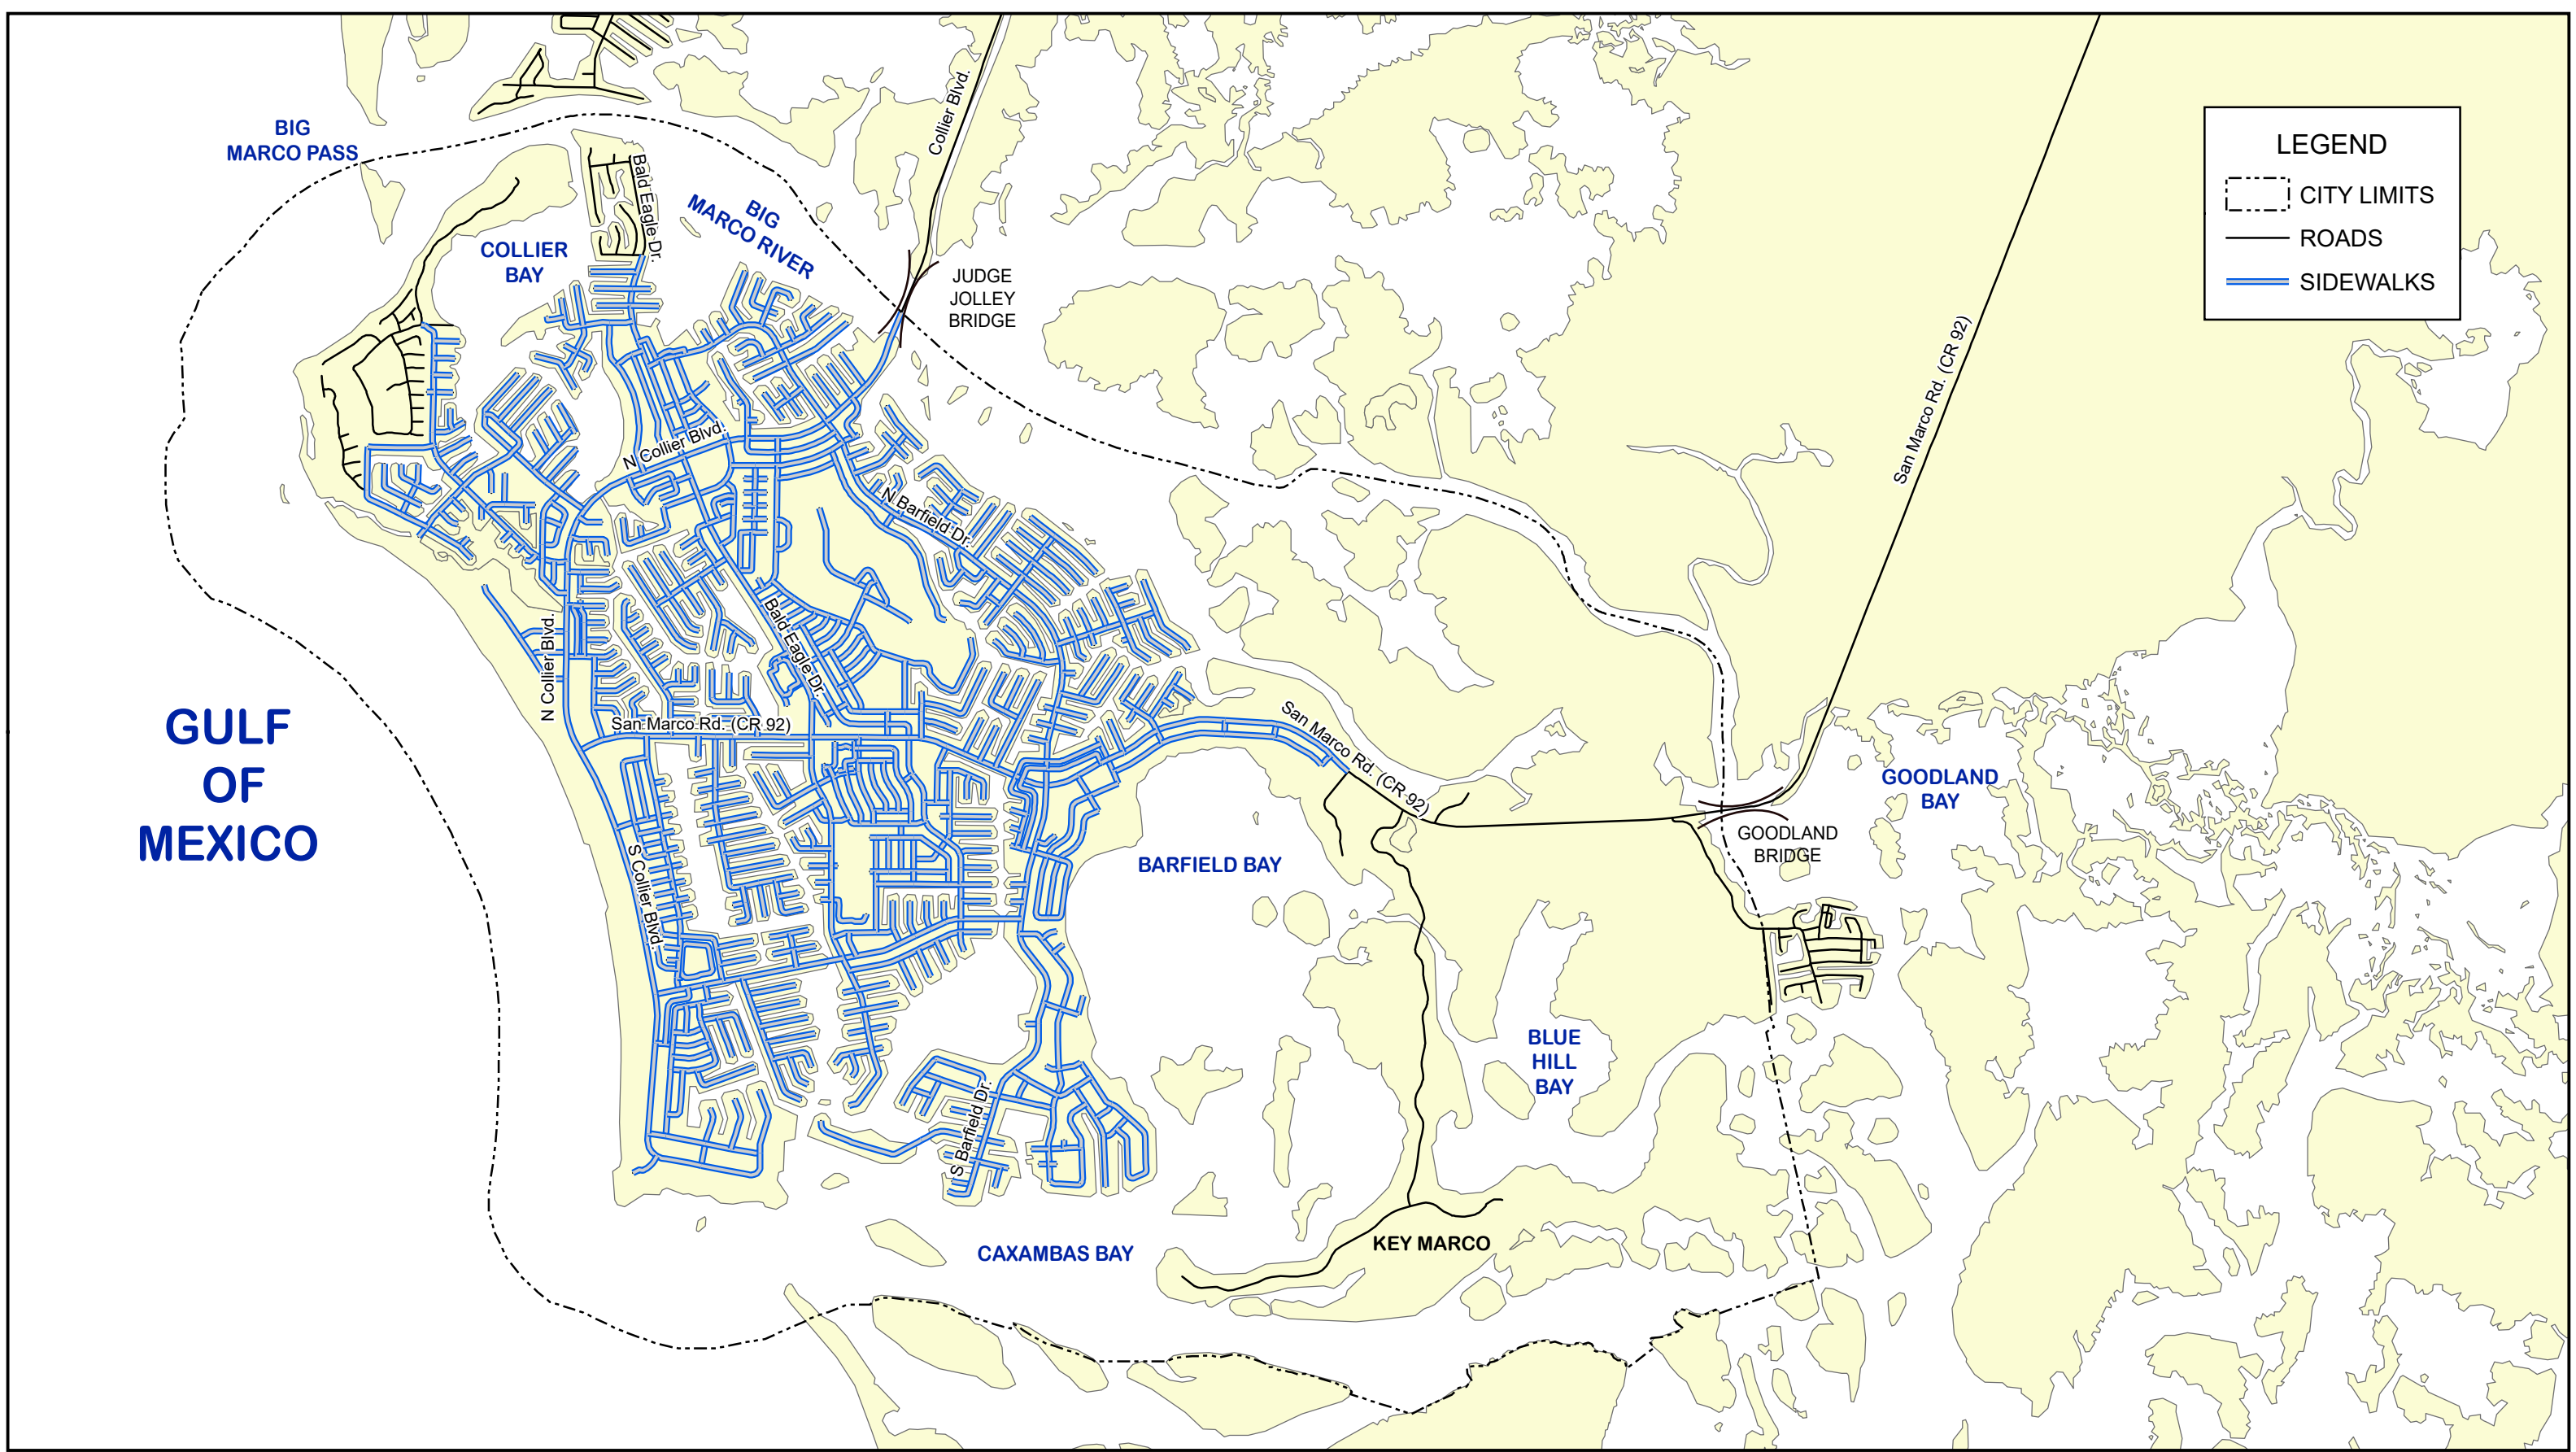 Collier Blvd.
BIG
MARCO PASS
Bald Eagle Dr.
BIG
MARCO RIVER
COLLIER
BAY
JUDGE
JOLLEY
BRIDGE
LEGEND
CITY LIMITS
ROADS
SIDEWALKS
San Marco Rd. (CR 92)
N Collier Blvd.
N Barfield Dr.
Bald Eagle Dr.
N Collier Blvd.
San Marco Rd. (CR 92)
San Marco Rd. (CR 92)
GULF
OF
MEXICO
GOODLAND
BAY
GOODLAND
BRIDGE
S Collier Blvd.
BARFIELD BAY
BLUE
HILL
BAY
S Barfield Dr.
KEY MARCO
CAXAMBAS BAY